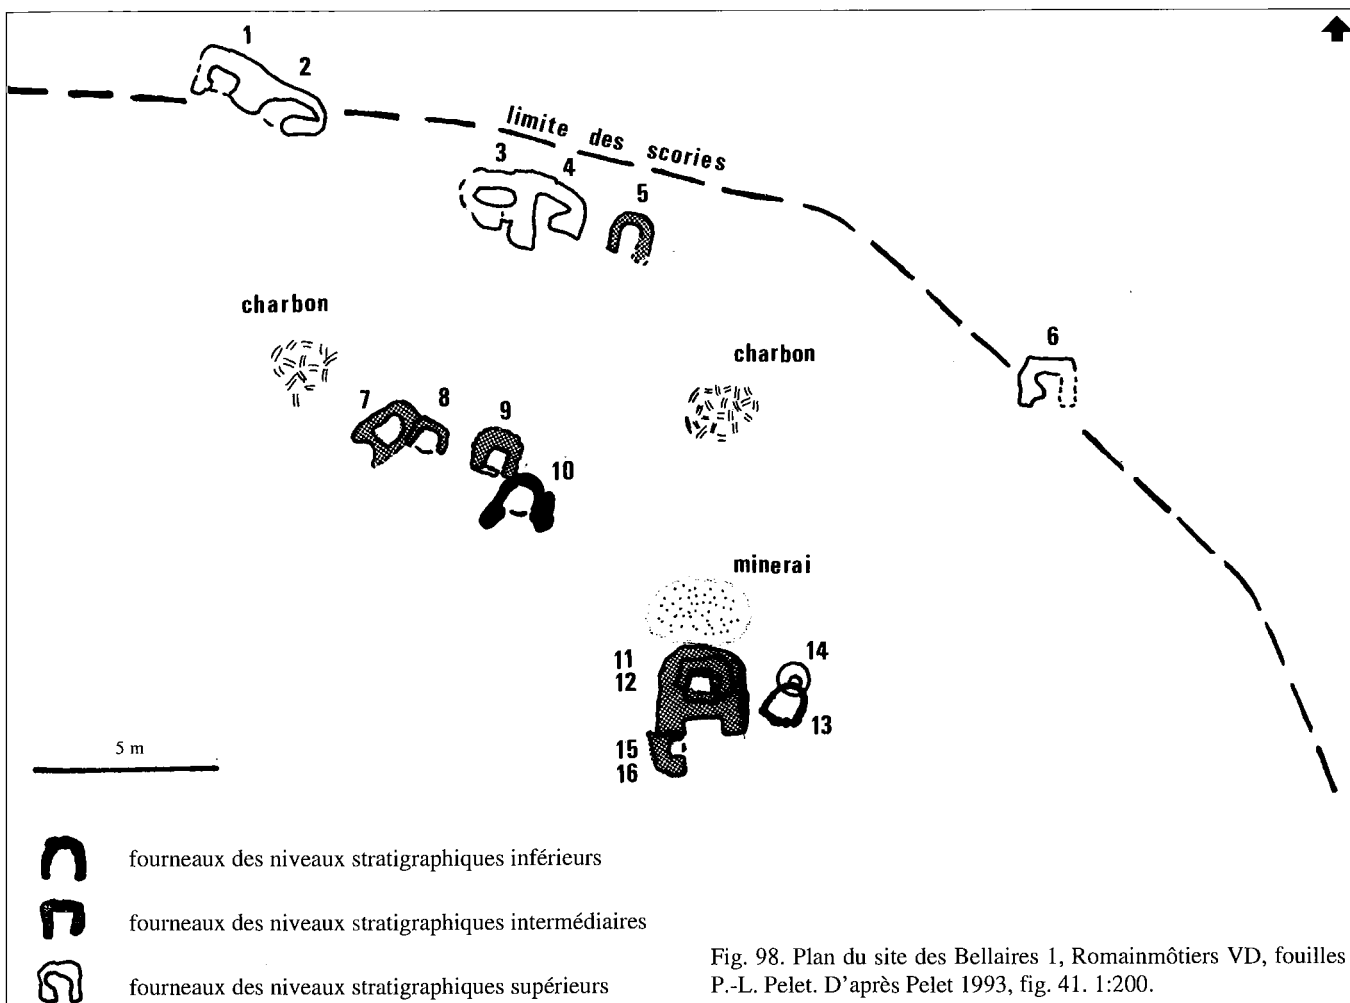 1
2
limite des scories
3
4
5
charbon
charbon
6
7
8
9
10
minerai
11
12
14
13
15
16
5 m
fourneaux des niveaux stratigraphiques inférieurs
fourneaux des niveaux stratigraphiques intermédiaires
fourneaux des niveaux stratigraphiques supérieurs
Fig. 98. Plan du site des Bellaires 1, Romainmôtiers VD, fouilles
P.-L. Pelet. D'après Pelet 1993, fig. 41. 1:200.